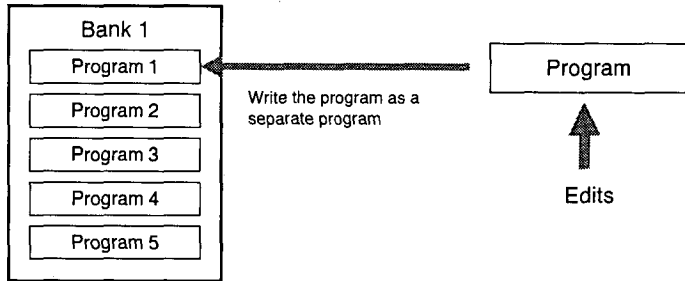 Bank 1
Program 1
Program 2
Program 3
Program 4
Program 5
Write the program as a
separate program
Program
Edits